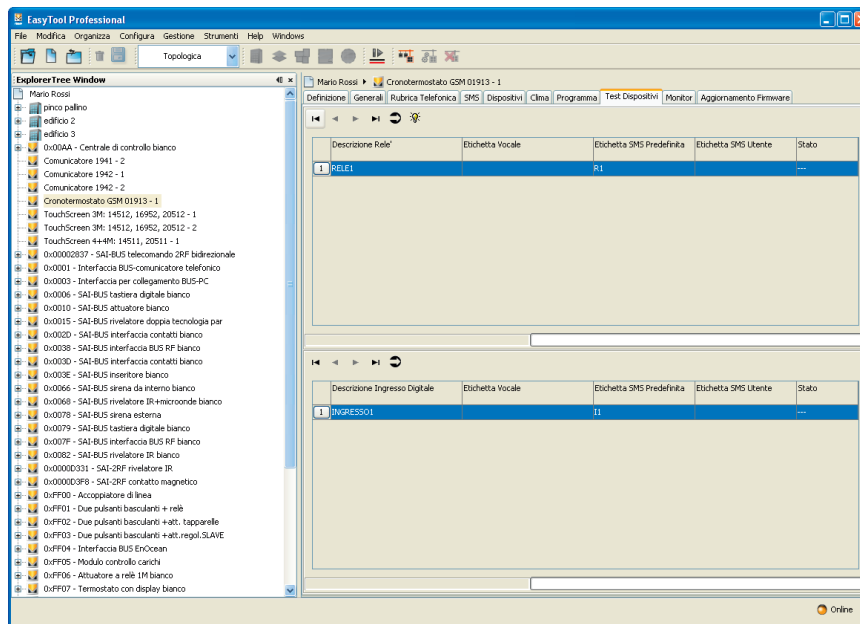 EasyTool Professional
File Modifica Organizza Configura Gestione Strumenti Help Windows
Topologica
ExplorerTree Window
Mario Rossi
pinco pallino
edificio 2
edificio 3
0x00AA - Centrale di controllo bianco
Comunicatore 1941 - 2
Comunicatore 1942 - 1
Comunicatore 1942 - 2
Cronotermostato GSM 01913 - 1
TouchScreen 3M: 14512, 16952, 20512 - 1
TouchScreen 3M: 14512, 16952, 20512 - 2
TouchScreen 4+4M: 14511, 20511 - 1
0x00002837 - SAI-BUS telecomando 2RF bidirezionale
0x0001 - Interfaccia BUS-comunicatore telefonico
0x0003 - Interfaccia per collegamento BUS-PC
0x0006 - SAI-BUS tastiera digitale bianco
0x0010 - SAI-BUS attuatore bianco
0x0015 - SAI-BUS rivelatore doppia tecnologia par
0x002D - SAI-BUS interfaccia contatti bianco
0x0038 - SAI-BUS interfaccia BUS RF bianco
0x003D - SAI-BUS interfaccia contatti bianco
0x003E - SAI-BUS inseritore bianco
0x0066 - SAI-BUS sirena da interno bianco
0x0068 - SAI-BUS rivelatore IR+microonde bianco
0x0078 - SAI-BUS sirena esterna
0x0079 - SAI-BUS tastiera digitale bianco
0x007F - SAI-BUS interfaccia BUS RF bianco
0x0082 - SAI-BUS rivelatore IR bianco
0x0000D331 - SAI-2RF rivelatore IR
0x0000D3F8 - SAI-2RF contatto magnetico
0xFF00 - Accoppiatore di linea
0xFF01 - Due pulsanti basculanti + relè
0xFF02 - Due pulsanti basculanti +att. tapparelle
0xFF03 - Due pulsanti basculanti +att.regol.SLAVE
0xFF04 - Interfaccia BUS EnOcean
0xFF05 - Modulo controllo carichi
0xFF06 - Attuatore a relè 1M bianco
0xFF07 - Termostato con display bianco
Mario Rossi Cronotermostato GSM 01913 - 1
Definizione Generali Rubrica Telefonica SMS Dispositivi Clima Programma Test Dispositivi Monitor Aggiornamento Firmware
Descrizione Rele' Etichetta Vocale Etichetta SMS Predefinita Etichetta SMS Utente Stato
1 RELE1 R1 ---
Descrizione Ingresso Digitale Etichetta Vocale Etichetta SMS Predefinita Etichetta SMS Utente Stato
1 INGRESSO1 I1 ---
Online